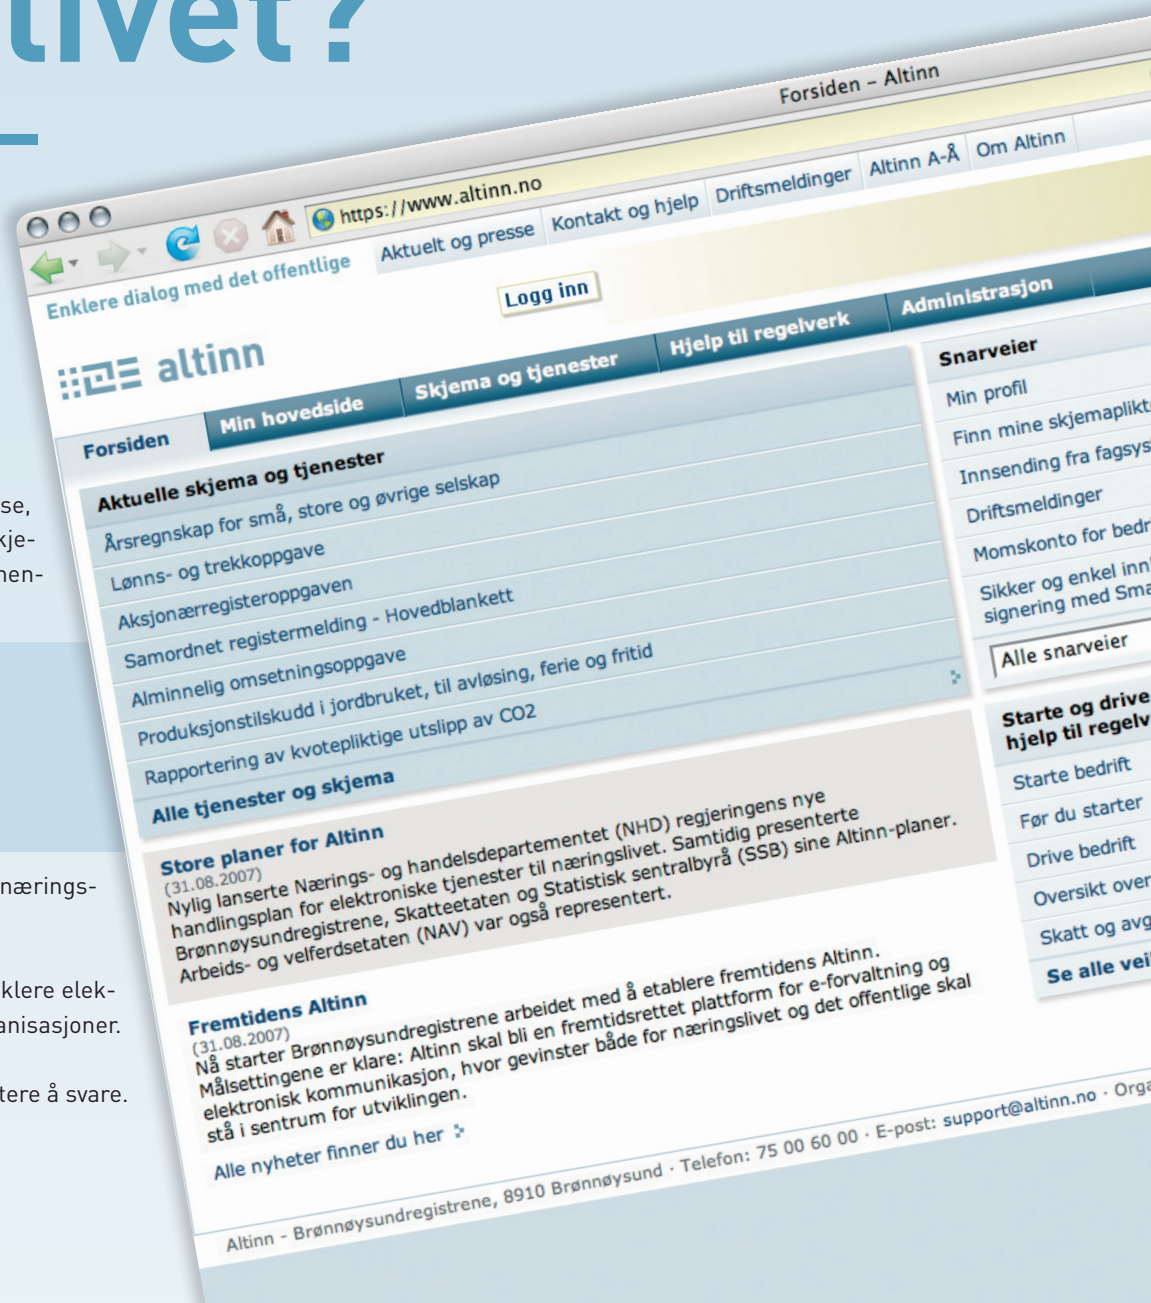 livet?
se,
kje-
nen-
nærings-
klere elek-
anisasjoner.
tere å svare.
Forsiden – Altinn
https://www.altinn.no
Enklere dialog med det offentlige
Aktuelt og presse
Kontakt og hjelp
Driftsmeldinger
Altinn A-Å
Om Altinn
Logg inn
altinn
Forsiden
Min hovedside
Skjema og tjenester
Hjelp til regelverk
Administrasjon
Aktuelle skjema og tjenester
Årsregnskap for små, store og øvrige selskap
Lønns- og trekkoppgave
Aksjonærregisteroppgaven
Samordnet registermelding - Hovedblankett
Alminnelig omsetningsoppgave
Produksjonstilskudd i jordbruket, til avløsing, ferie og fritid
Rapportering av kvotepliktige utslipp av CO2
Alle tjenester og skjema
Store planer for Altinn
(31.08.2007)
Nylig lanserte Nærings- og handelsdepartementet (NHD) regjeringens nye
handlingsplan for elektroniske tjenester til næringslivet. Samtidig presenterte
Brønnøysundregistrene, Skatteetaten og Statistisk sentralbyrå (SSB) sine Altinn-planer.
Arbeids- og velferdsetaten (NAV) var også representert.
Fremtidens Altinn
(31.08.2007)
Nå starter Brønnøysundregistrene arbeidet med å etablere fremtidens Altinn.
Målsettingene er klare: Altinn skal bli en fremtidsrettet plattform for e-forvaltning og
elektronisk kommunikasjon, hvor gevinster både for næringslivet og det offentlige skal
stå i sentrum for utviklingen.
Alle nyheter finner du her
Snarveier
Min profil
Finn mine skjemaplikt
Innsending fra fagsys
Driftsmeldinger
Momskonto for bedr
Sikker og enkel inn
signering med Sma
Alle snarveier
Starte og drive
hjelp til regelv
Starte bedrift
Før du starter
Drive bedrift
Oversikt over
Skatt og avg
Se alle vei
Altinn - Brønnøysundregistrene, 8910 Brønnøysund · Telefon: 75 00 60 00 · E-post: support@altinn.no · Orga